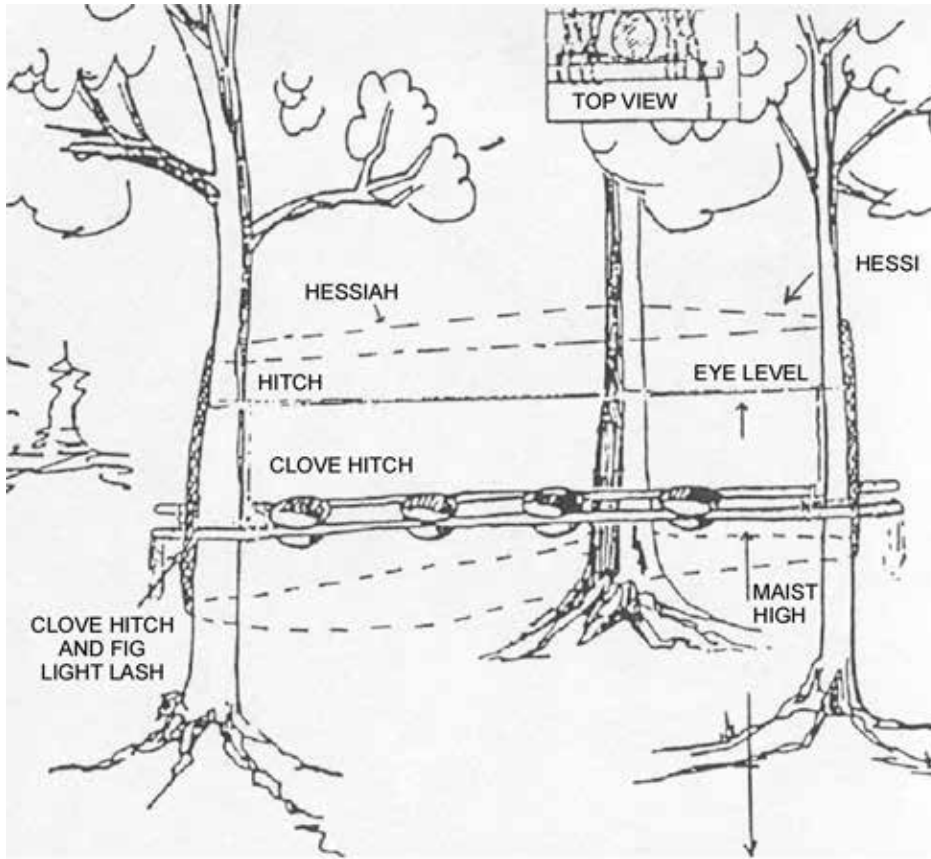 TOP VIEW
HESSI
HESSIAH
EYE LEVEL
HITCH
CLOVE HITCH
MAIST
HIGH
CLOVE HITCH
AND FIG
LIGHT LASH